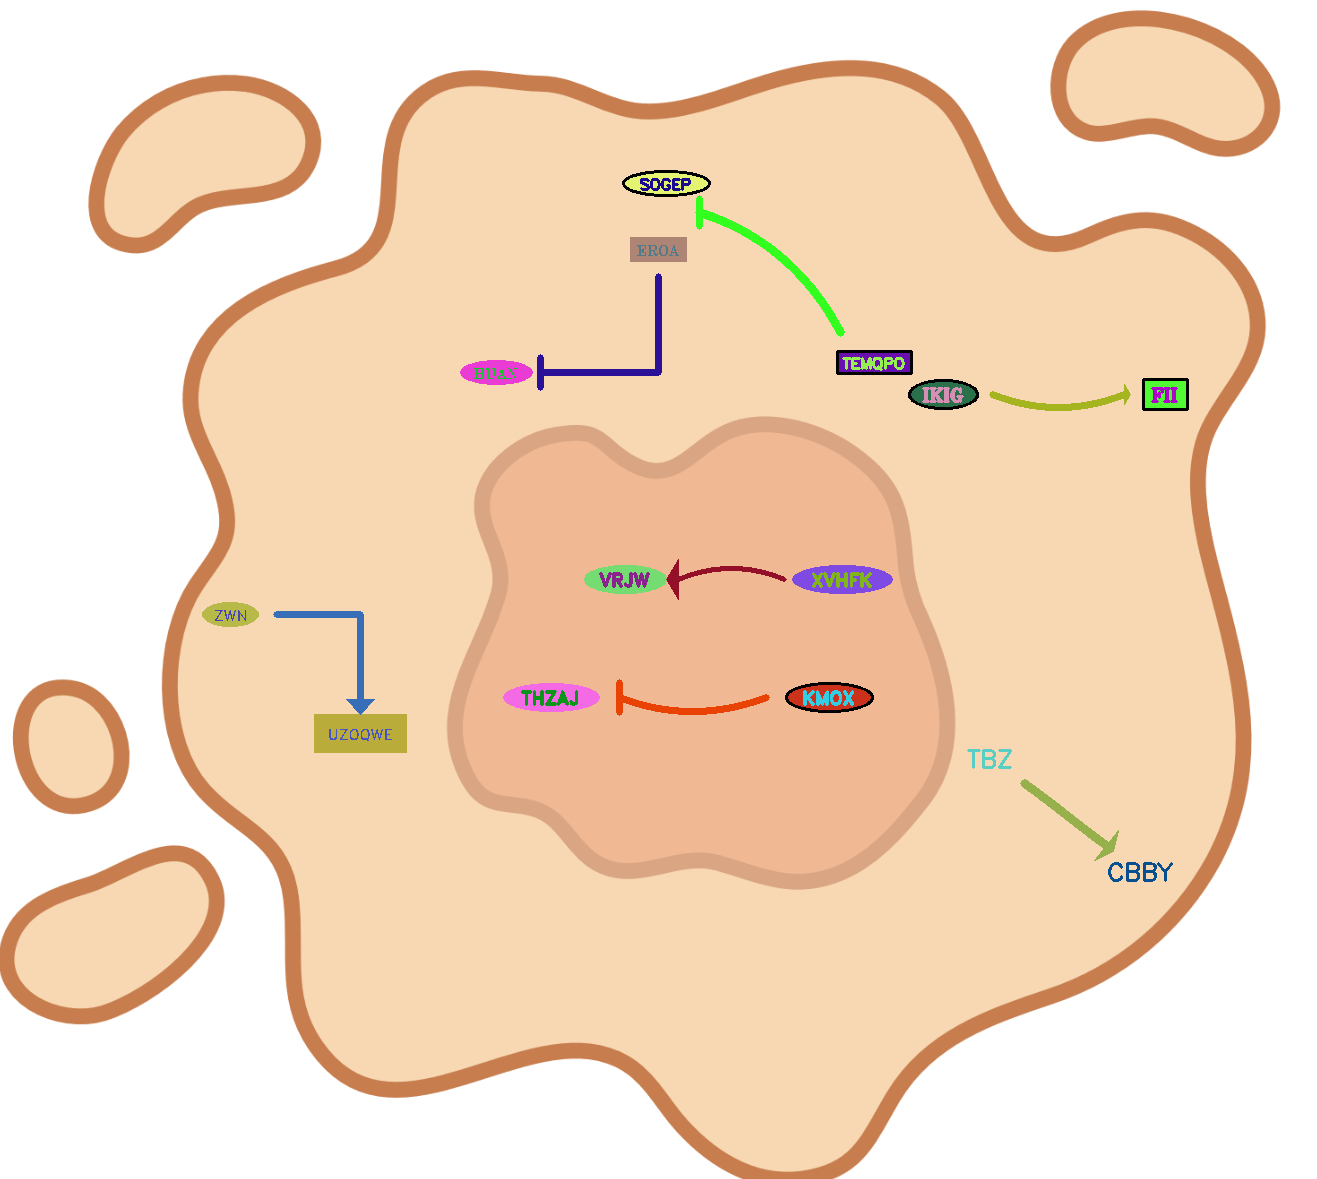 SOGEP
EROA
TEMQPO
IKIG
FII
VRJW
XVHFK
ZWN
THZAJ
KMOX
UZOQWE
TBZ
CBBY